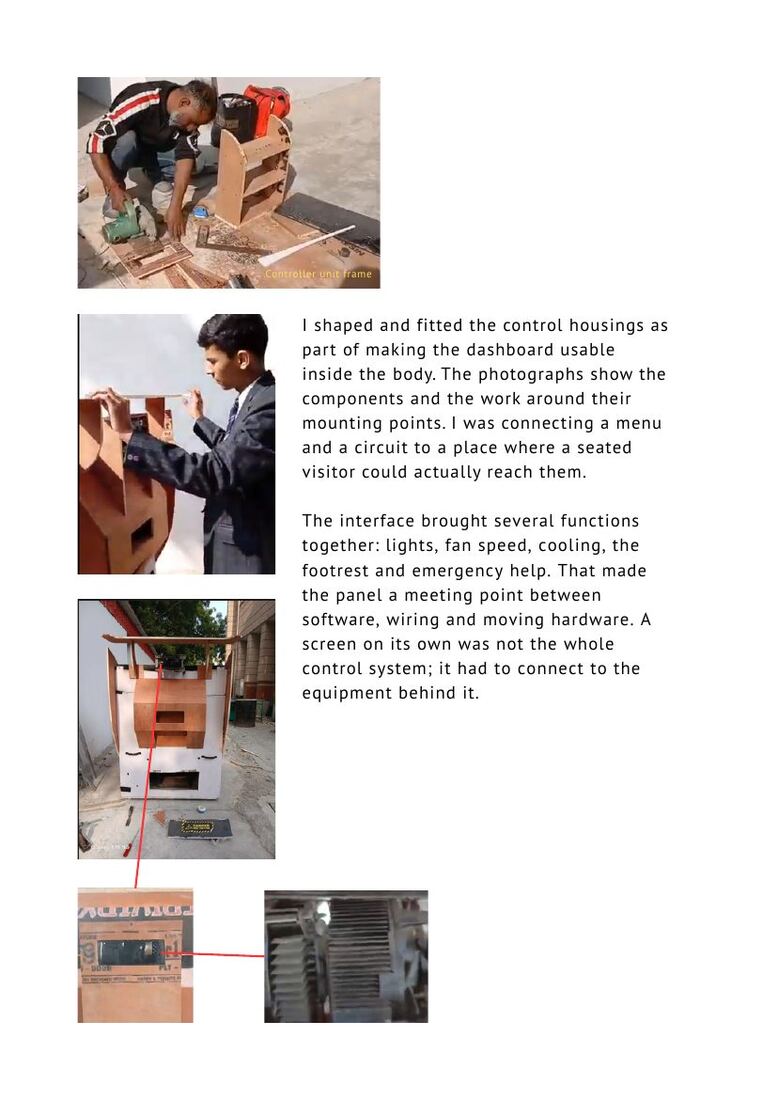 Controller unit frame
I shaped and fitted the control housings as
part of making the dashboard usable
inside the body. The photographs show the
components and the work around their
mounting points. I was connecting a menu
and a circuit to a place where a seated
visitor could actually reach them.
The interface brought several functions
together: lights, fan speed, cooling, the
footrest and emergency help. That made
the panel a meeting point between
software, wiring and moving hardware. A
screen on its own was not the whole
control system; it had to connect to the
equipment behind it.
PLY -